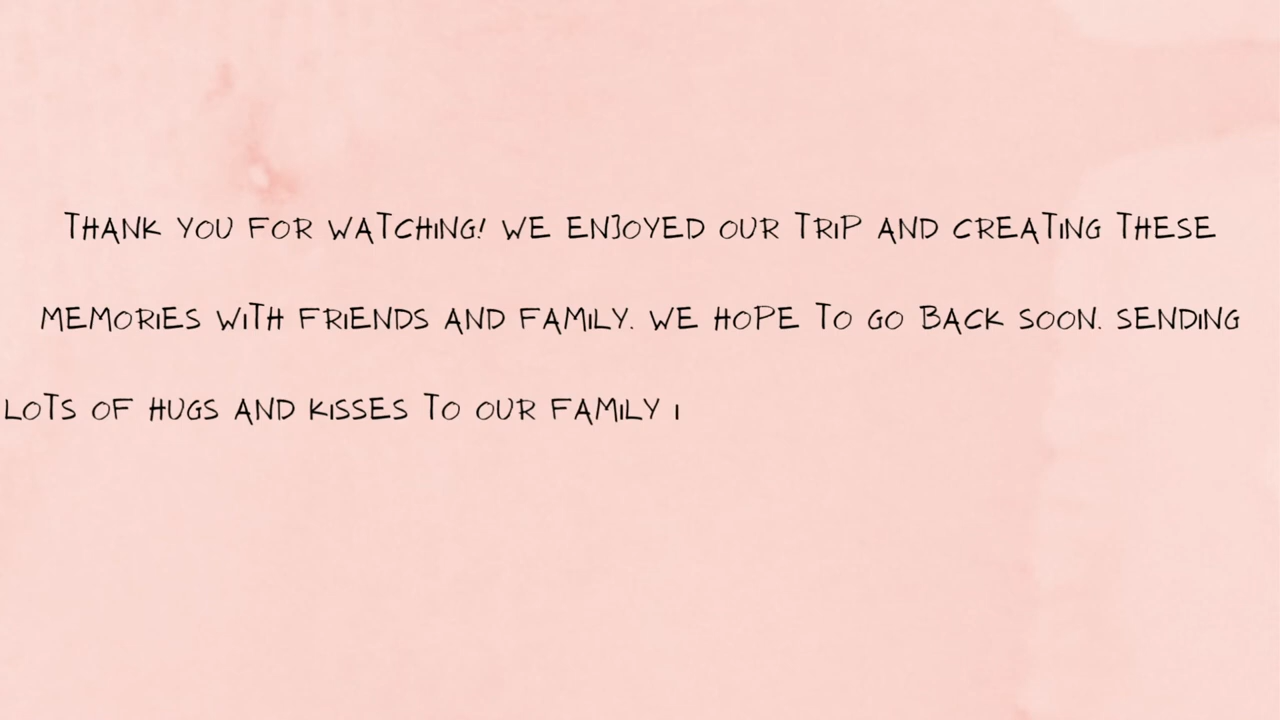 THANK YOU FOR WATCHING! WE ENJOYED OUR TRIP AND CREATING THESE
MEMORIES WITH FRIENDS AND FAMILY. WE HOPE TO GO BACK SOON. SENDING
LOTS OF HUGS AND KISSES TO OUR FAMILY I